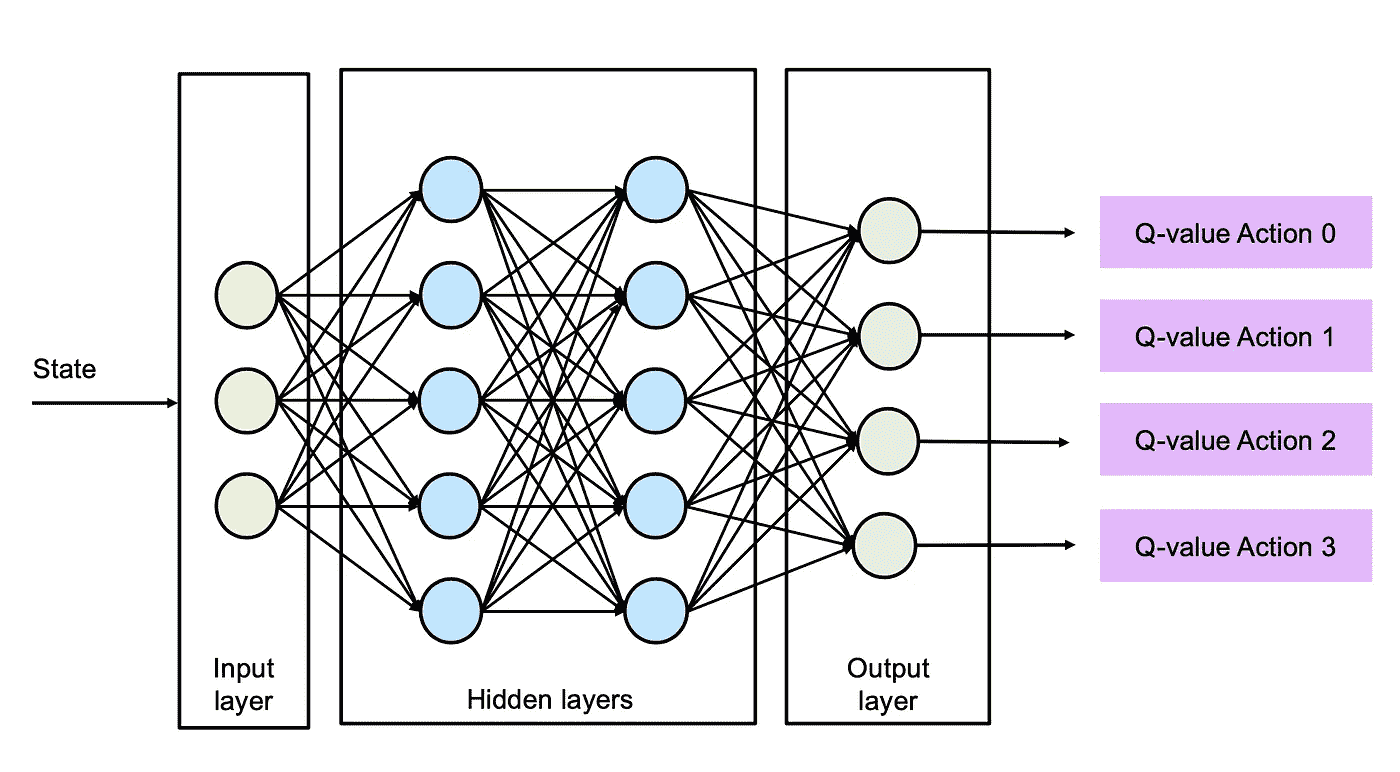 State
Input
layer
Hidden layers
Output
layer
Q-value Action 0
Q-value Action 1
Q-value Action 2
Q-value Action 3